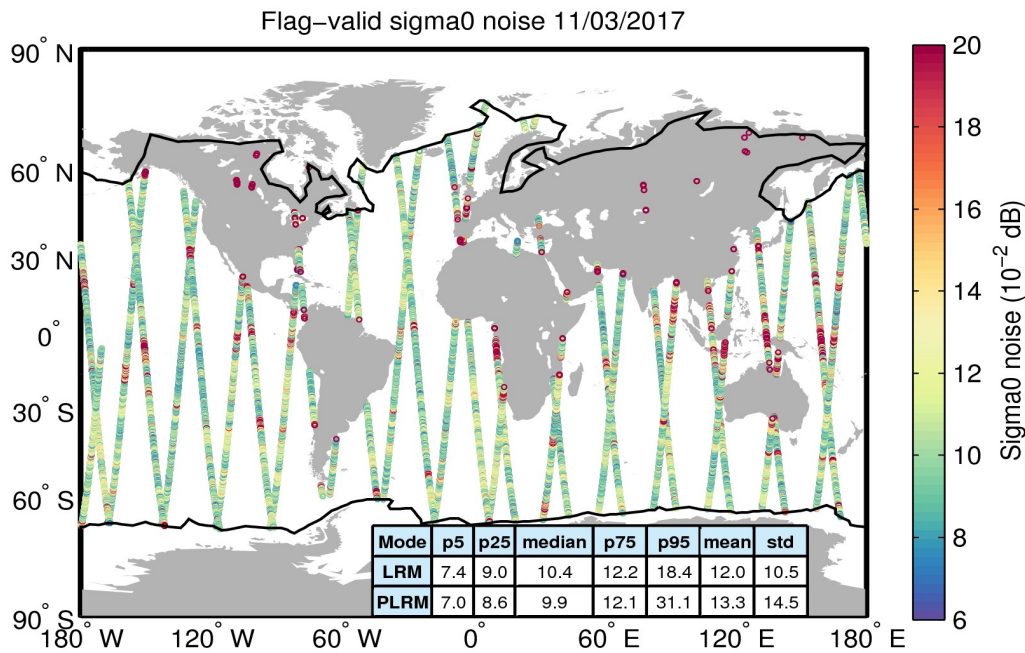 Flag−valid sigma0 noise 11/03/2017
90° N
60° N
30° N
0°
30° S
60° S
90° S
180° W
120° W
60° W
0°
60° E
120° E
180° E
Mode p5 p25 median p75 p95 mean std
LRM 7.4 9.0 10.4 12.2 18.4 12.0 10.5
PLRM 7.0 8.6 9.9 12.1 31.1 13.3 14.5
20
18
16
14
12
10
8
6
Sigma0 noise (10⁻² dB)